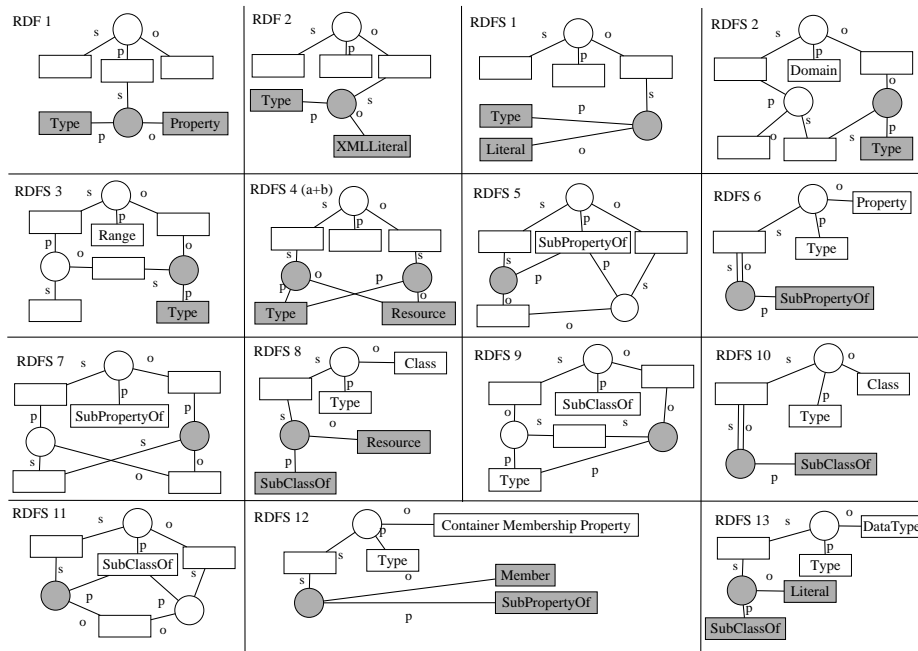 RDF 1
s
o
p
s
Type
p
o
Property
RDF 2
s
o
p
Type
s
p
o
XMLLiteral
RDFS 1
s
o
p
s
Type
p
Literal
o
RDFS 2
s
o
p
Domain
o
p
o
s
s
p
Type
RDFS 3
s
o
p
Range
p
o
o
s
s
p
Type
RDFS 4 (a+b)
s
o
p
s
s
o
p
p
o
Type
Resource
RDFS 5
s
o
p
SubPropertyOf
s
p
p
s
o
o
RDFS 6
o
Property
s
p
Type
s
o
p
SubPropertyOf
RDFS 7
s
o
p
SubPropertyOf
p
p
s
s
o
o
RDFS 8
o
Class
s
p
Type
s
o
Resource
p
SubClassOf
RDFS 9
s
o
p
SubClassOf
o
o
s
s
p
p
Type
RDFS 10
s
o
Class
p
Type
s
o
p
SubClassOf
RDFS 11
s
o
p
SubClassOf
s
s
p
p
o
o
RDFS 12
o
Container Membership Property
s
p
Type
s
o
Member
SubPropertyOf
p
RDFS 13
s
o
DataType
p
Type
s
o
Literal
p
SubClassOf